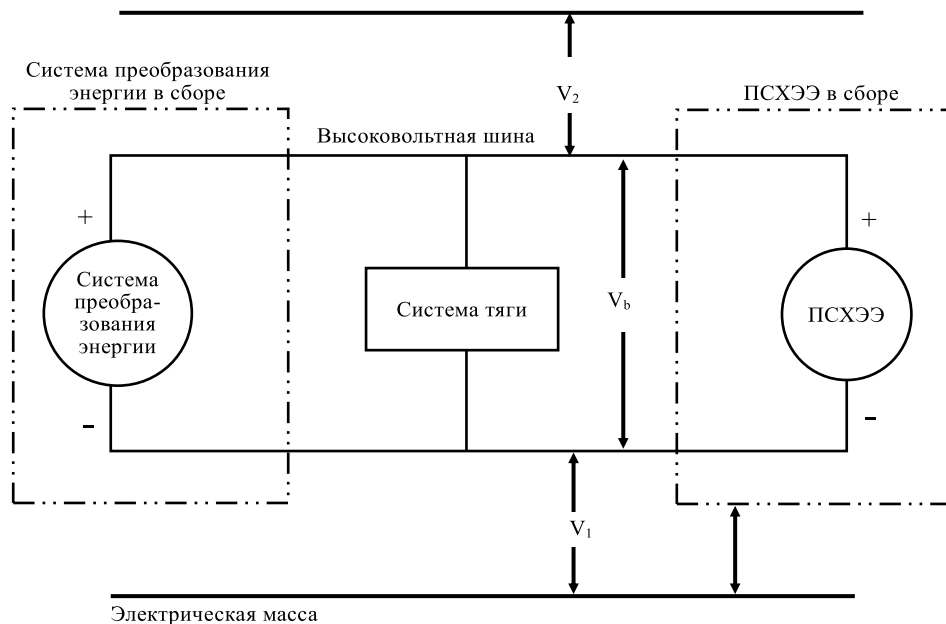 Система преобразования
энергии в сборе
V₂
ПСХЭЭ в сборе
Высоковольтная шина
+
+
Система
преобра-
зования
энергии
Система тяги
V_b
ПСХЭЭ
-
-
V₁
Электрическая масса